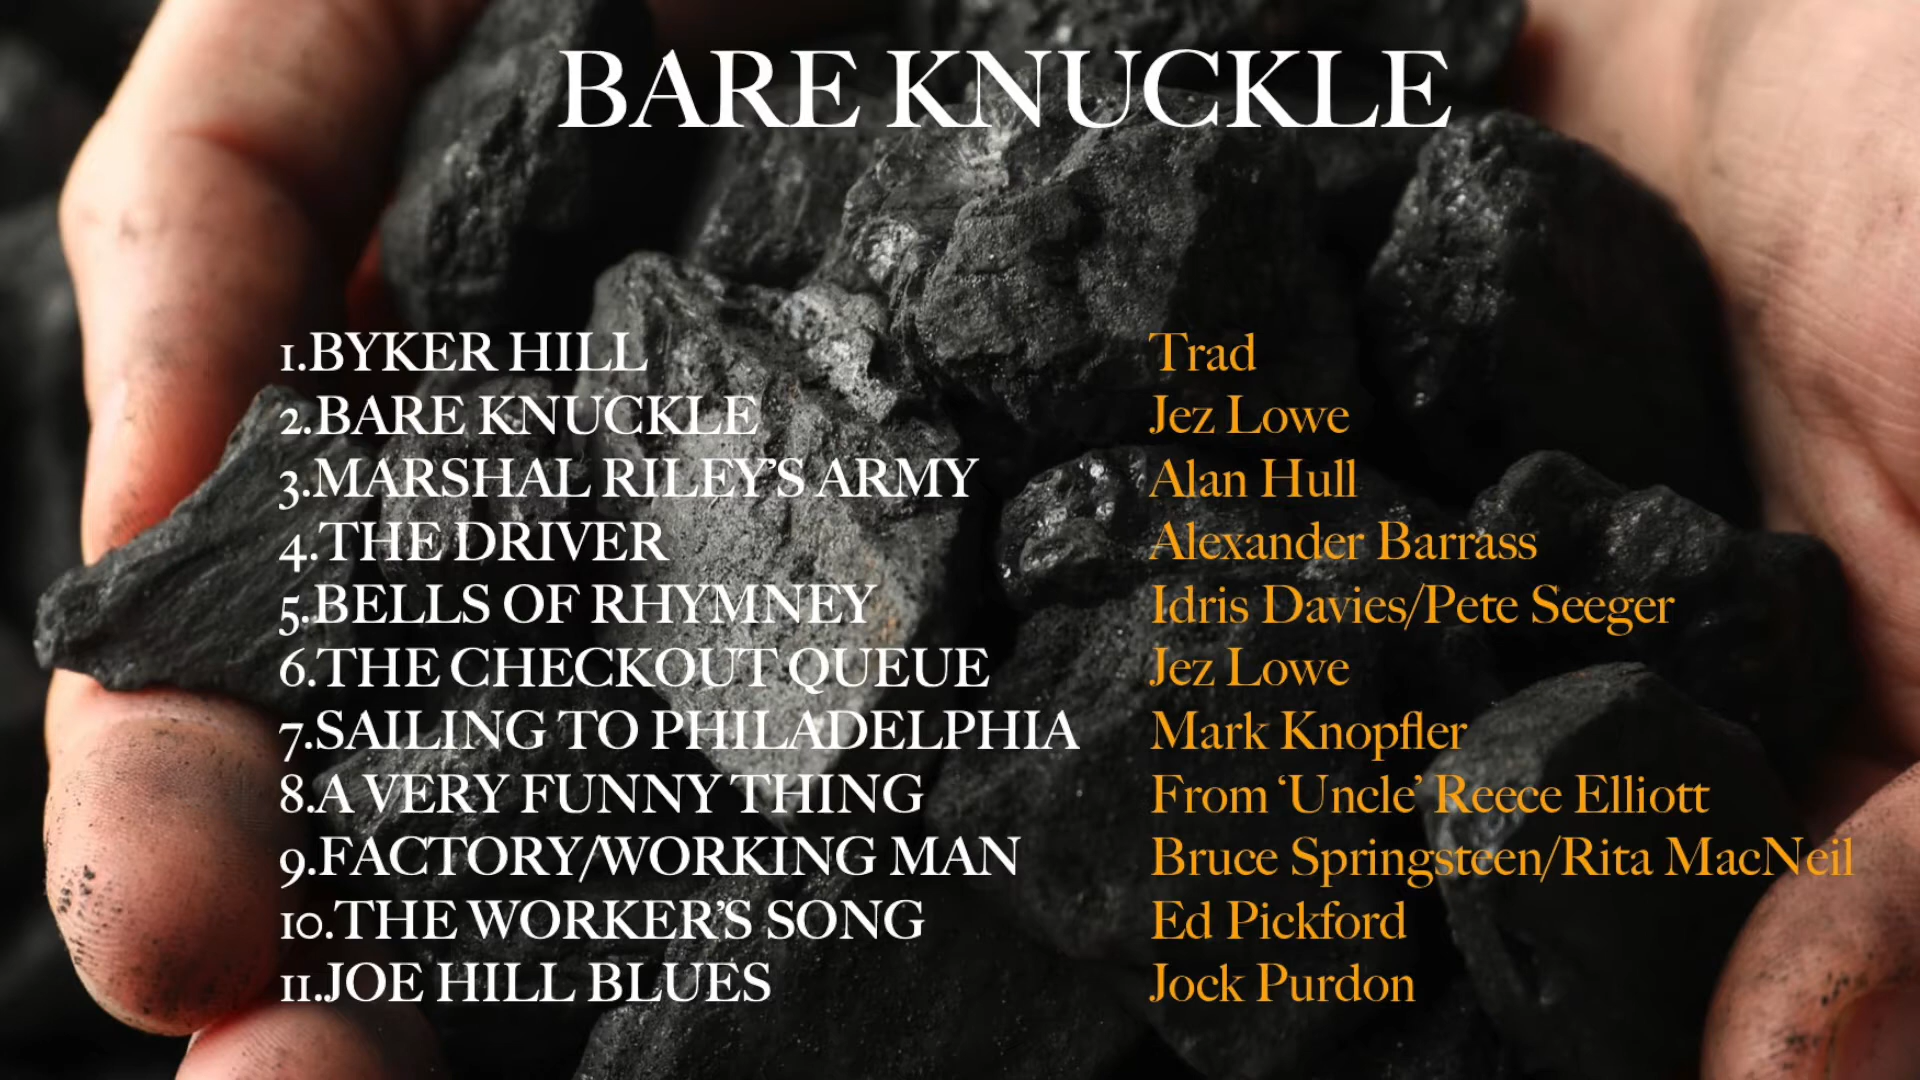 BARE KNUCKLE
1.BYKER HILL Trad
2.BARE KNUCKLE Jez Lowe
3.MARSHAL RILEY’S ARMY Alan Hull
4.THE DRIVER Alexander Barrass
5.BELLS OF RHYMNEY Idris Davies/Pete Seeger
6.THE CHECKOUT QUEUE Jez Lowe
7.SAILING TO PHILADELPHIA Mark Knopfler
8.A VERY FUNNY THING From ‘Uncle’ Reece Elliott
9.FACTORY/WORKING MAN Bruce Springsteen/Rita MacNeil
10.THE WORKER’S SONG Ed Pickford
11.JOE HILL BLUES Jock Purdon